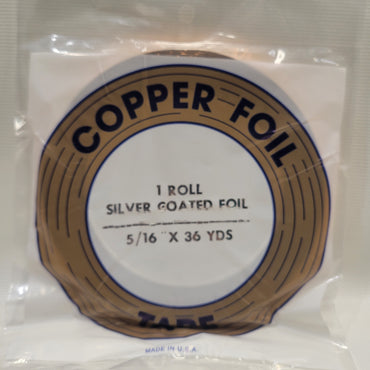 COPPER FOIL
1 ROLL
SILVER COATED FOIL
5/16 " X 36 YDS
TAPE
MADE IN U.S.A.